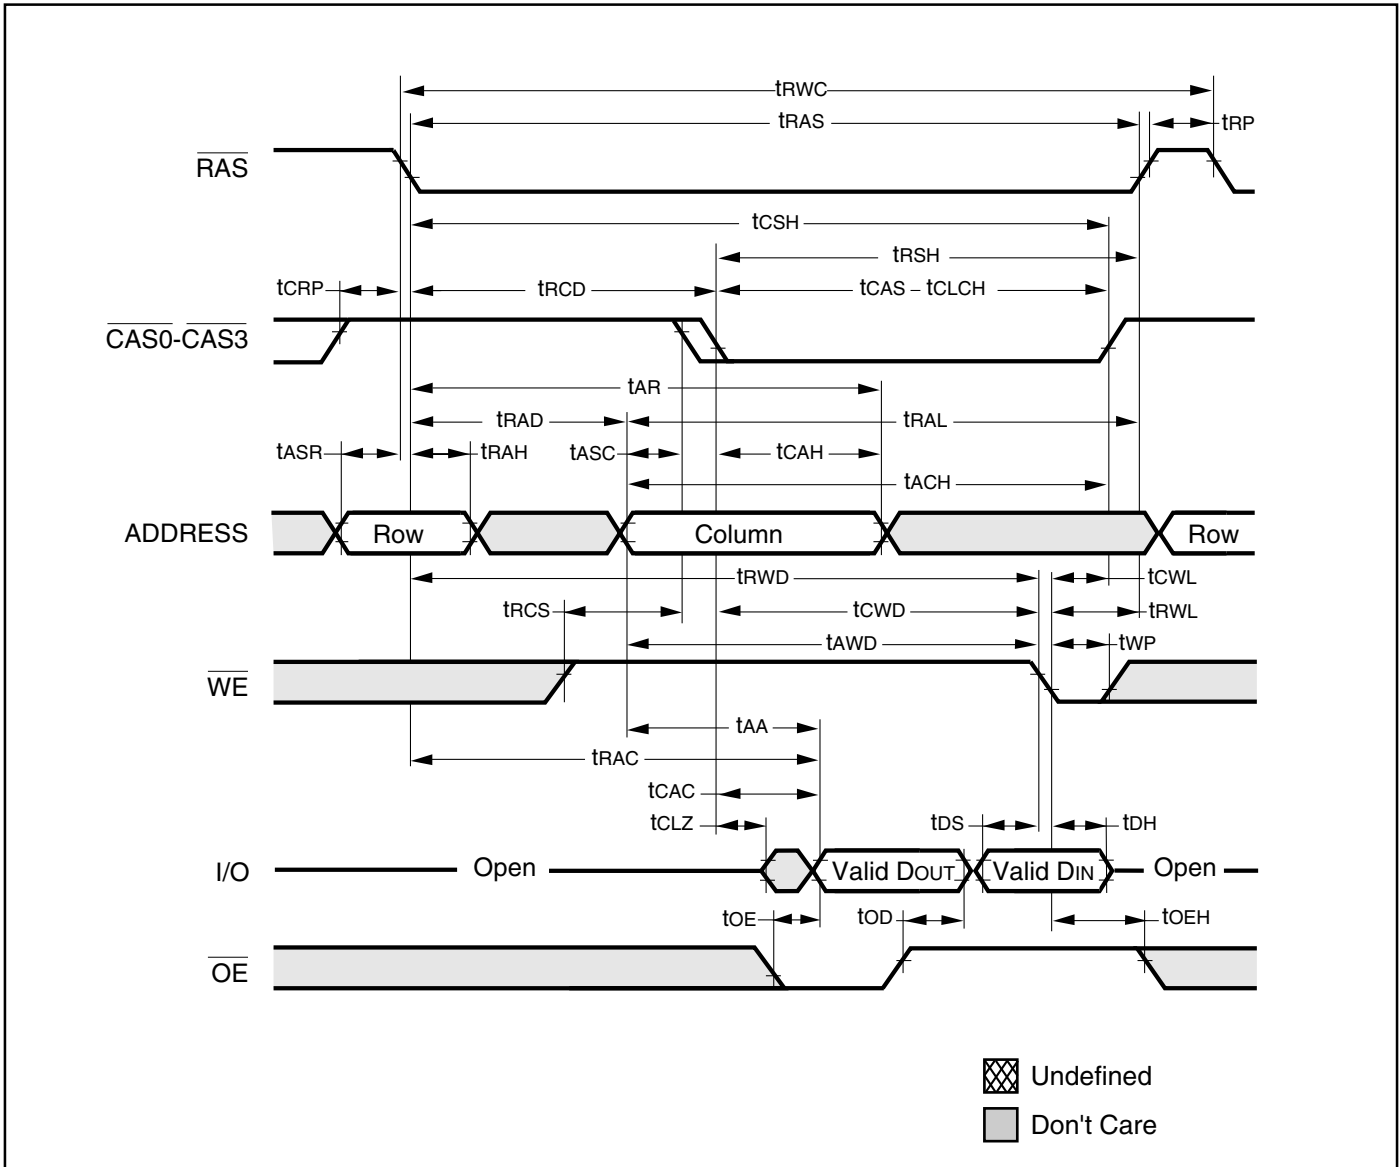 tRWC
tRAS
tRP
RAS
tCSH
tRSH
tCRP
tRCD
tCAS – tCLCH
CAS0-CAS3
tAR
tRAD
tRAL
tASR
tRAH
tASC
tCAH
tACH
ADDRESS
Row
Column
Row
tRWD
tCWL
tRCS
tCWD
tRWL
tAWD
tWP
WE
tAA
tRAC
tCAC
tCLZ
tDS
tDH
I/O
Open
Valid DOUT
Valid DIN
Open
tOE
tOD
tOEH
OE
Undefined
Don't Care